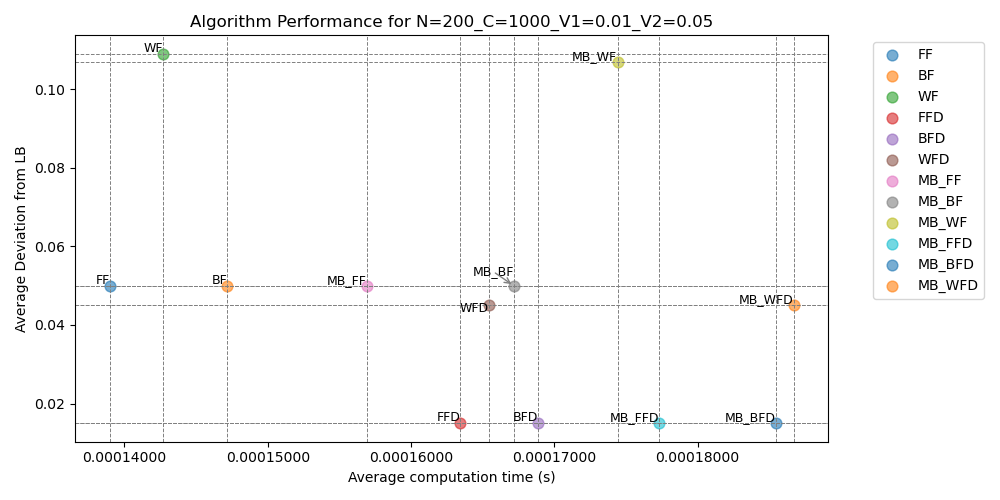 Algorithm Performance for N=200_C=1000_V1=0.01_V2=0.05
WF
MB_WF
0.10
0.08
0.06
0.04
0.02
Average Deviation from LB
FF
BF
MB_FF
MB_BF
WFD
MB_WFD
FFD
BFD
MB_FFD
MB_BFD
0.00014000
0.00015000
0.00016000
0.00017000
0.00018000
Average computation time (s)
FF
BF
WF
FFD
BFD
WFD
MB_FF
MB_BF
MB_WF
MB_FFD
MB_BFD
MB_WFD